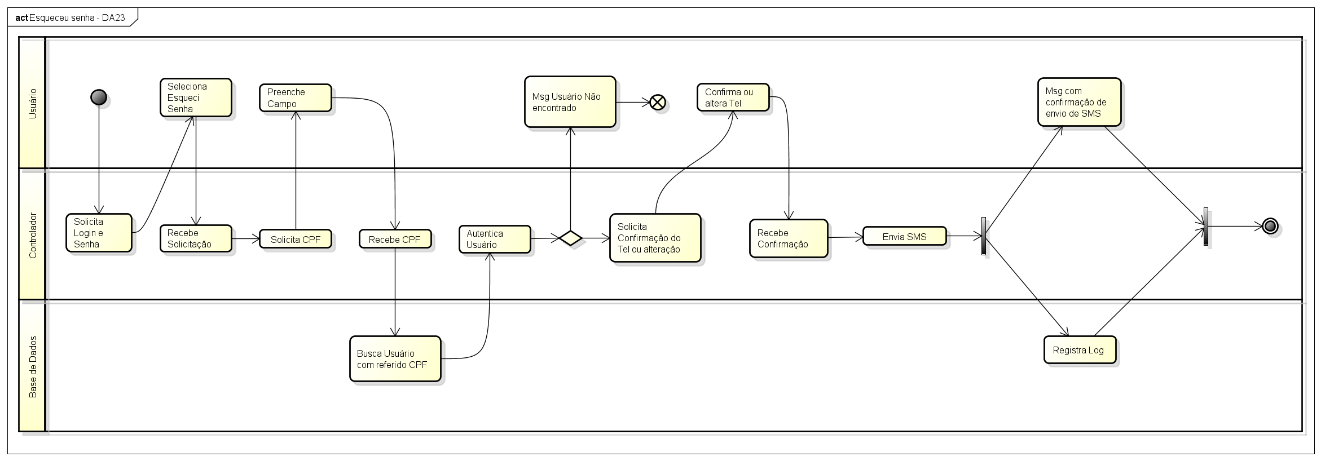 act Esqueceu senha - DA23
Usuário
Seleciona
Esqueci
Senha
Preenche
Campo
Msg Usuário Não
encontrado
Confirma ou
altera Tel
Msg com
confirmação de
envio de SMS
Controlador
Solicita
Login e
Senha
Recebe
Solicitação
Solicita CPF
Recebe CPF
Autentica
Usuário
Solicita
Confirmação do
Tel ou alteração
Recebe
Confirmação
Envia SMS
Base de Dados
Busca Usuário
com referido CPF
Registra Log